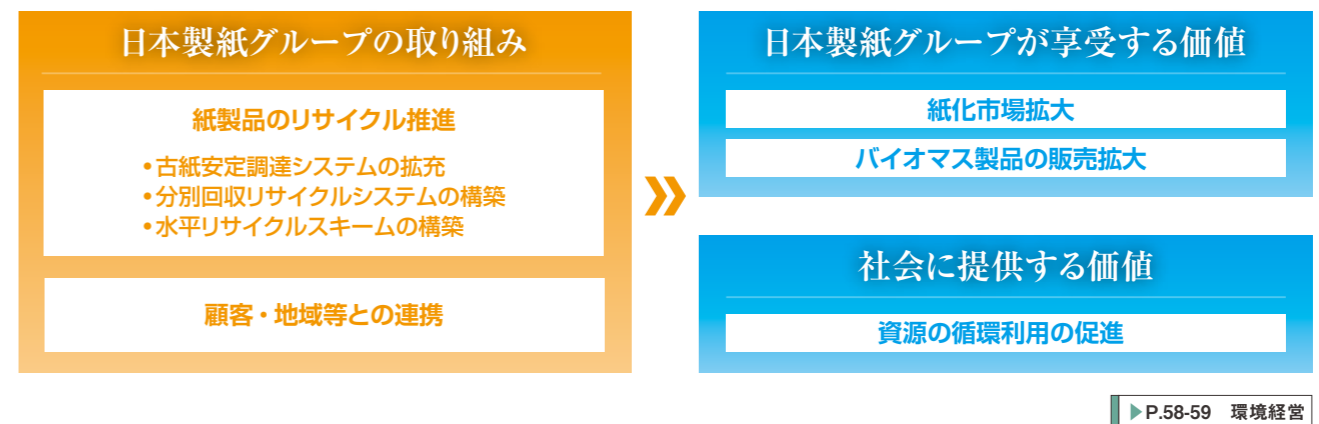 日本製紙グループの取り組み
紙製品のリサイクル推進
•古紙安定調達システムの拡充
•分別回収リサイクルシステムの構築
•水平リサイクルスキームの構築
顧客・地域等との連携
日本製紙グループが享受する価値
紙化市場拡大
バイオマス製品の販売拡大
社会に提供する価値
資源の循環利用の促進
▶P.58-59 環境経営